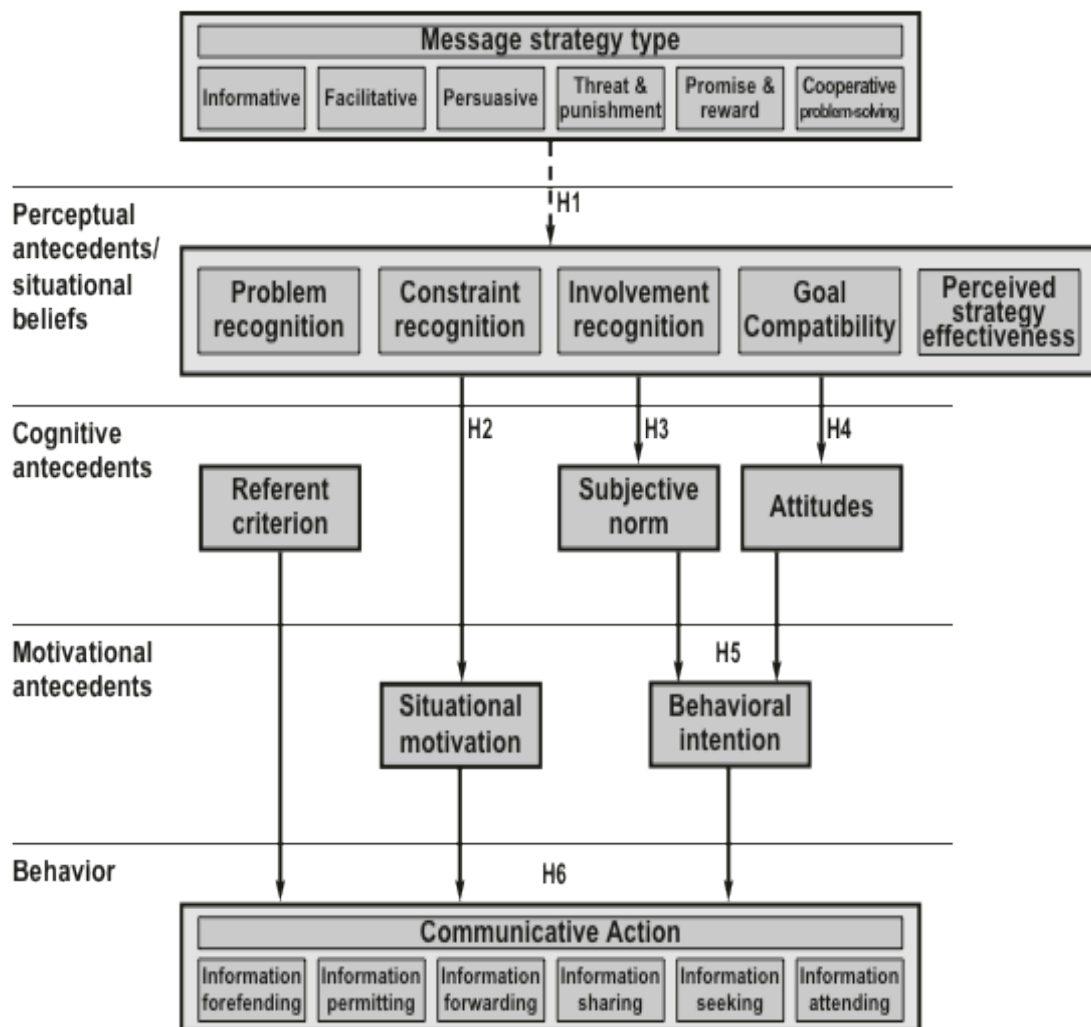 Message strategy type
Informative
Facilitative
Persuasive
Threat &
punishment
Promise &
reward
Cooperative
problem-solving
H1
Perceptual
antecedents/
situational
beliefs
Problem
recognition
Constraint
recognition
Involvement
recognition
Goal
Compatibility
Perceived
strategy
effectiveness
H2
H3
H4
Cognitive
antecedents
Referent
criterion
Subjective
norm
Attitudes
Motivational
antecedents
H5
Situational
motivation
Behavioral
intention
Behavior
H6
Communicative Action
Information
forefending
Information
permitting
Information
forwarding
Information
sharing
Information
seeking
Information
attending